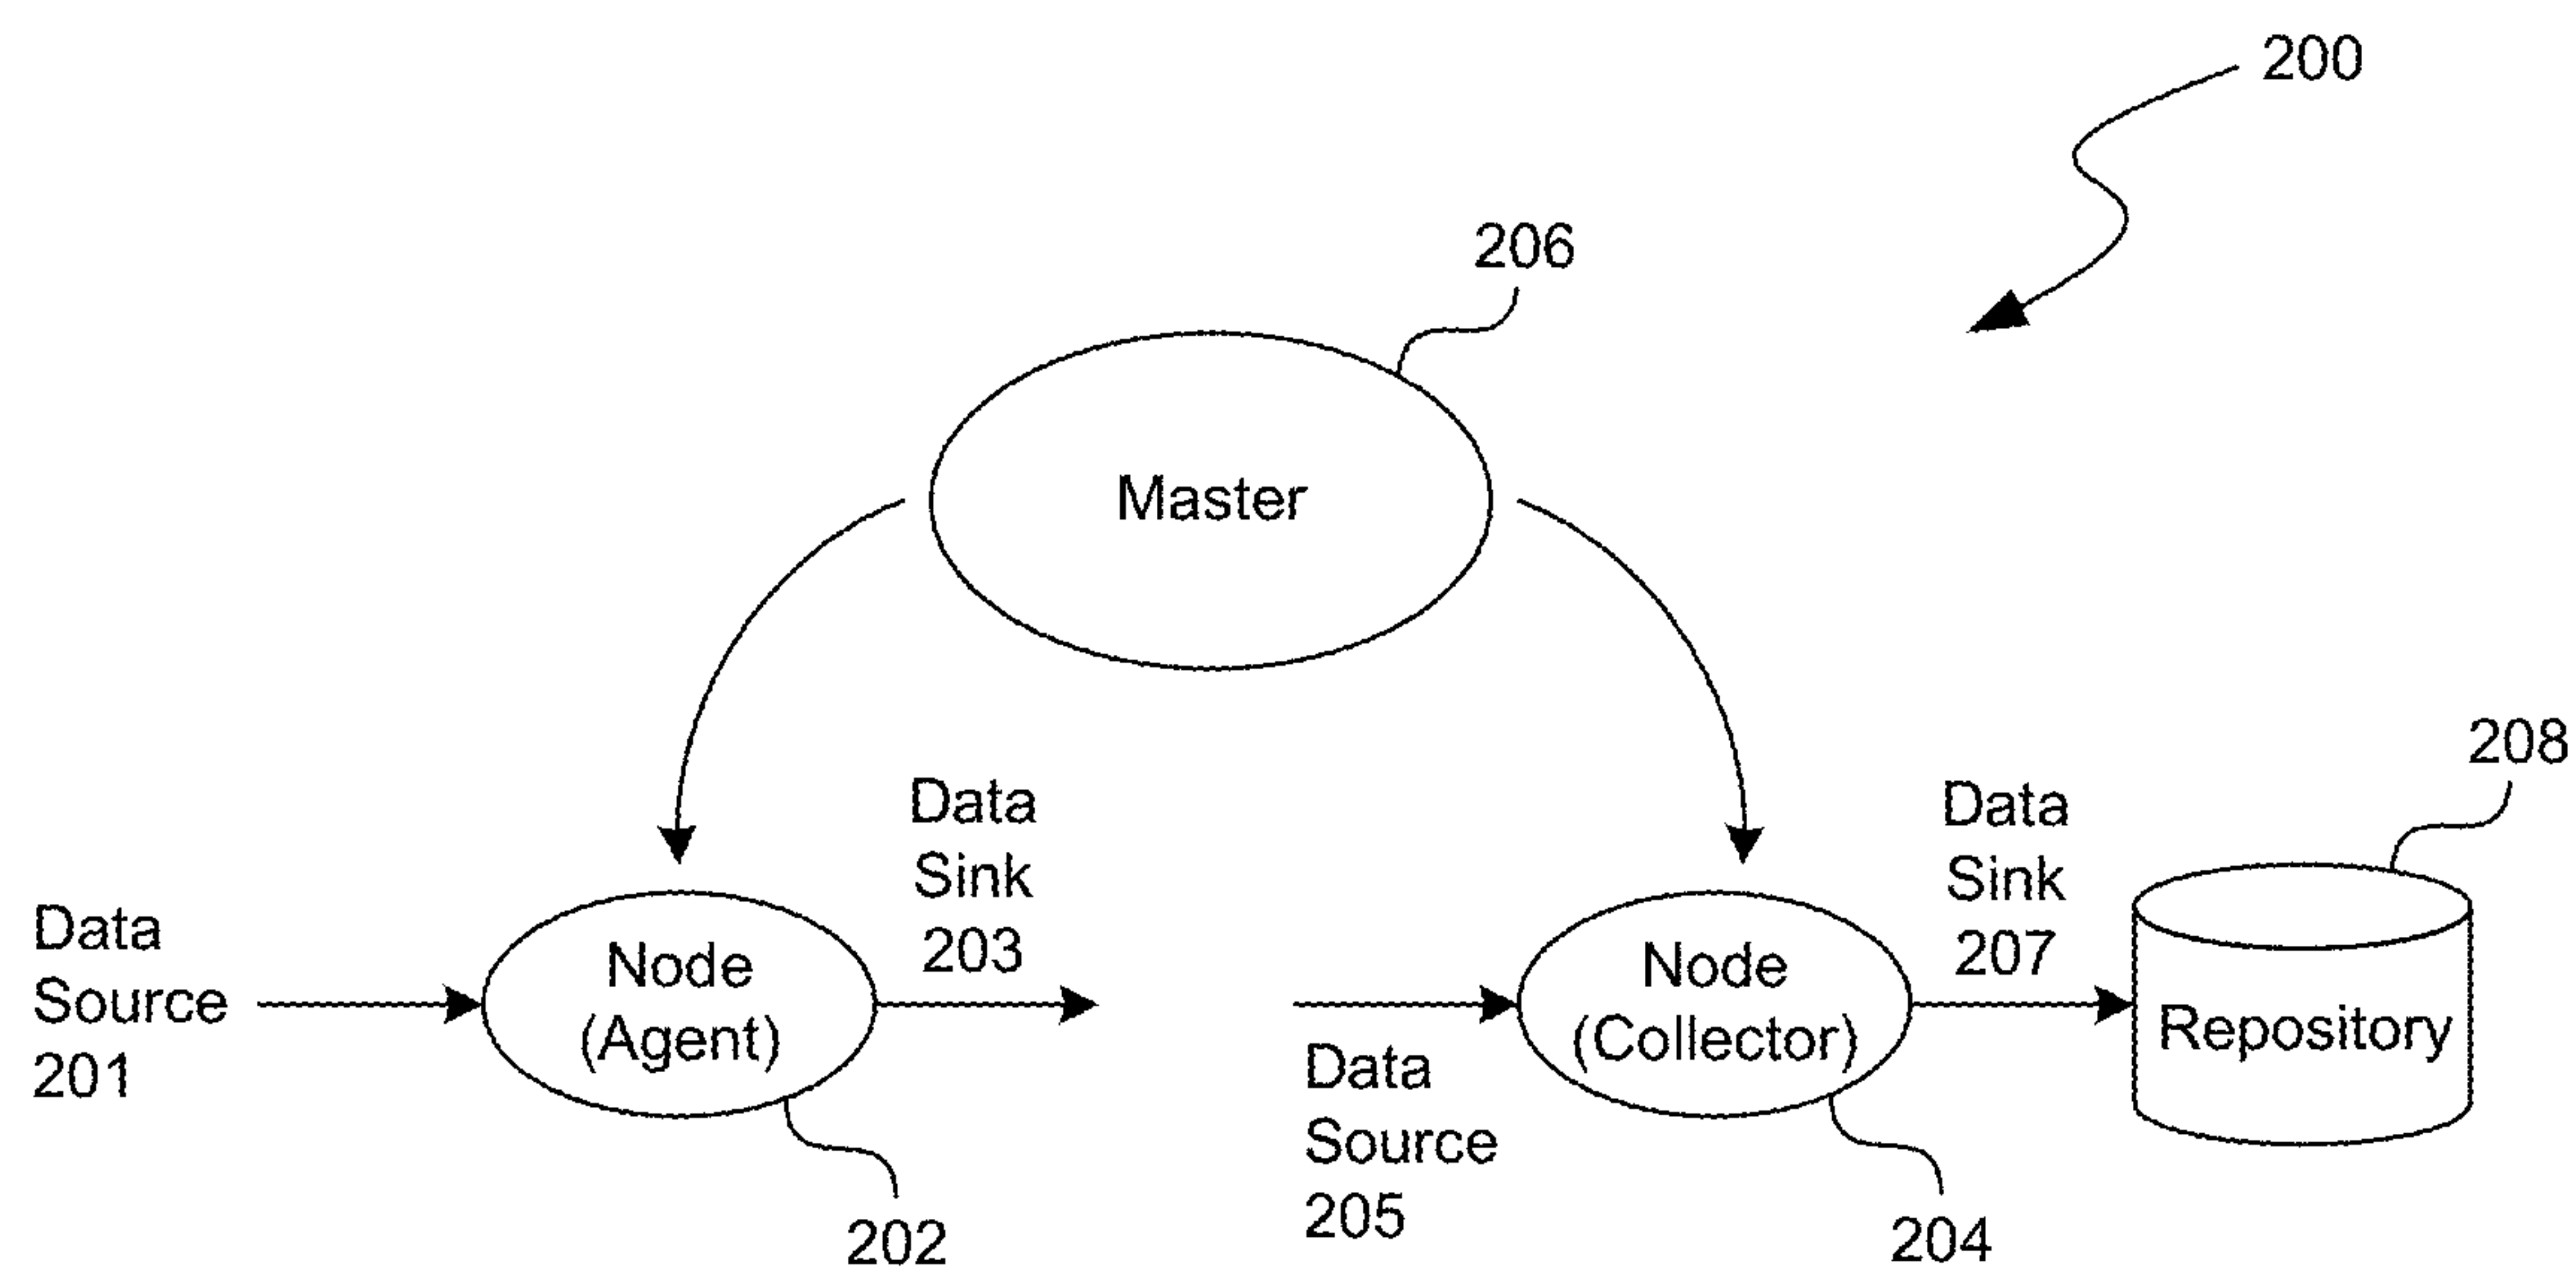 200
206
Master
208
Data
Sink
203
Data
Sink
207
Data
Source
201
Node
(Agent)
Node
(Collector)
Repository
Data
Source
205
202
204